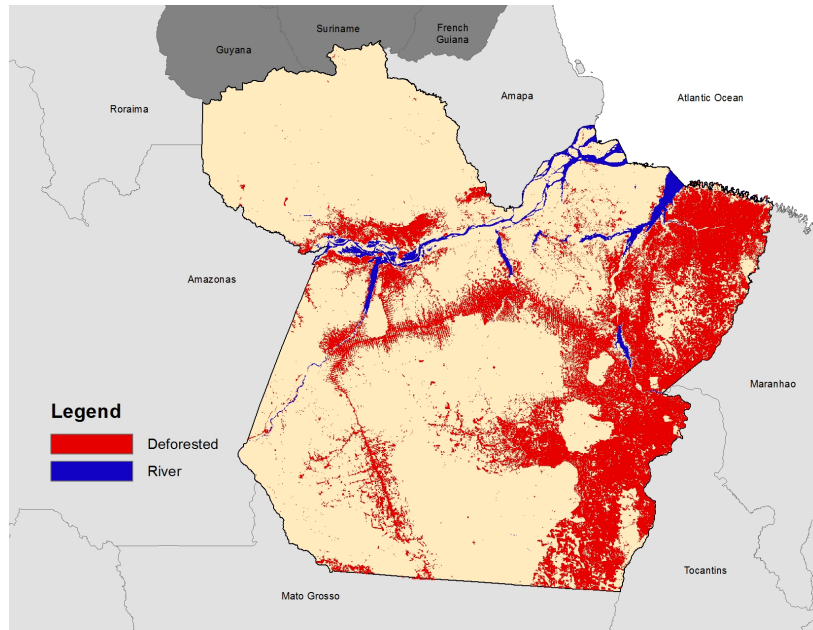 Suriname
French
Guiana
Guyana
Roraima
Amapa
Atlantic Ocean
Amazonas
Maranhao
Legend
Deforested
River
Tocantins
Mato Grosso